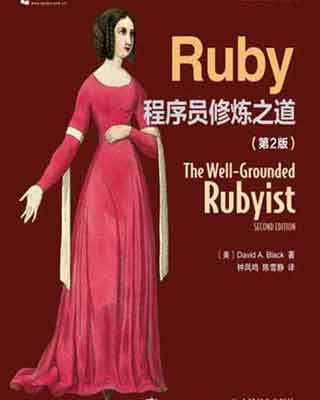 Ruby
程序员修炼之道
(第2版)
The Well-Grounded
Rubyist
SECOND EDITION
[美] David A. Black 著
钟凤鸣 陈雪静 译